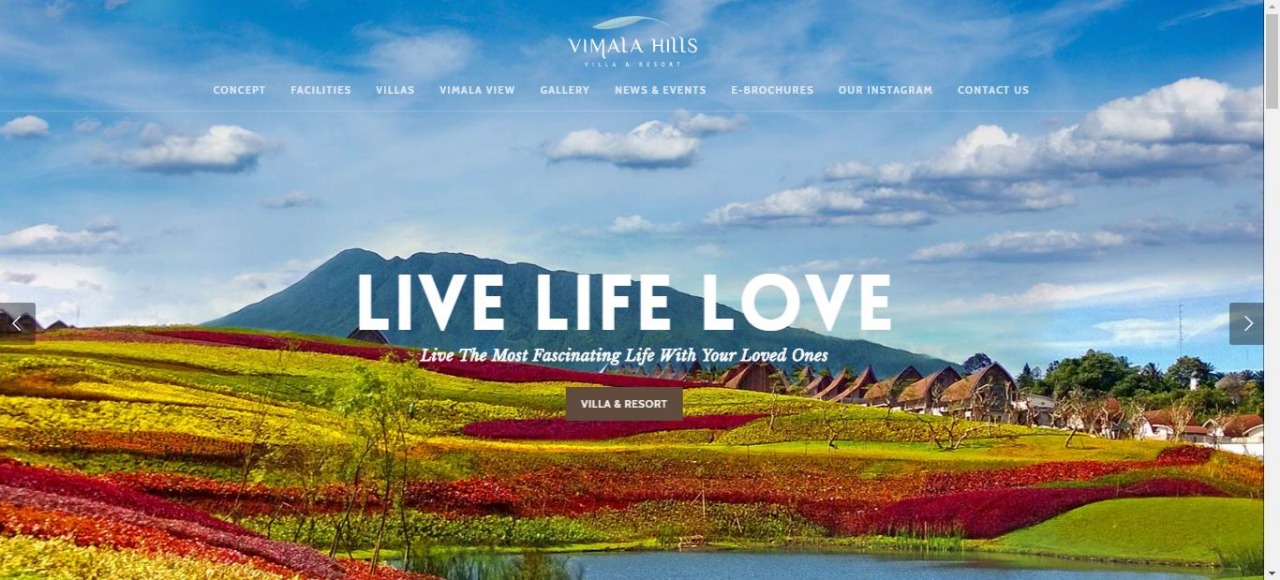 VIMALA HILLS
VILLA & RESORT
CONCEPT FACILITIES VILLAS VIMALA VIEW GALLERY NEWS & EVENTS E-BROCHURES OUR INSTAGRAM CONTACT US
LIVE LIFE LOVE
Live The Most Fascinating Life With Your Loved Ones
VILLA & RESORT